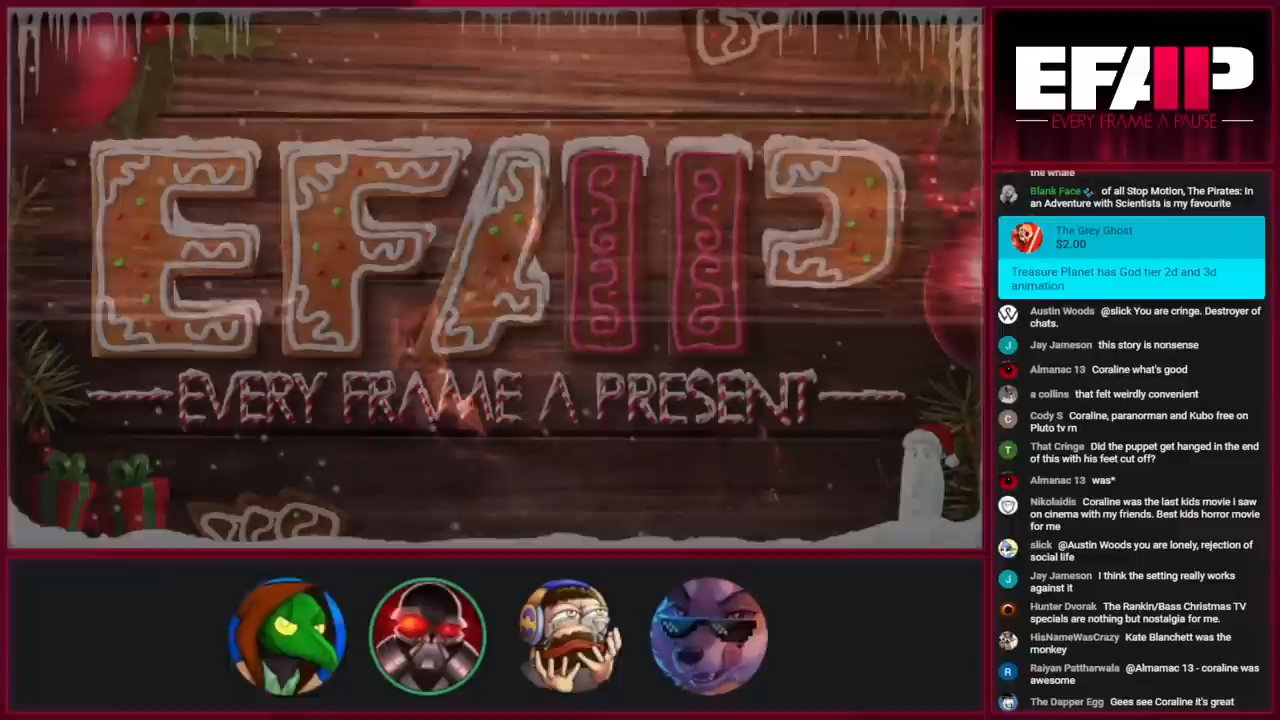 EFAP
EVERY FRAME A PRESENT
EFAP
EVERY FRAME A PAUSE
the whale
Blank Face of all Stop Motion, The Pirates: In
an Adventure with Scientists is my favourite
The Grey Ghost
$2.00
Treasure Planet has God tier 2d and 3d
animation
Austin Woods @slick You are cringe. Destroyer of
chats.
Jay Jameson this story is nonsense
Almanac 13 Coraline what's good
a collins that felt weirdly convenient
Cody S Coraline, paranorman and Kubo free on
Pluto tv rn
That Cringe Did the puppet get hanged in the end
of this with his feet cut off?
Almanac 13 was*
Nikolaidis Coraline was the last kids movie i saw
on cinema with my friends. Best kids horror movie
for me
slick @Austin Woods you are lonely, rejection of
social life
Jay Jameson I think the setting really works
against it
Hunter Dvorak The Rankin/Bass Christmas TV
specials are nothing but nostalgia for me.
HisNameWasCrazy Kate Blanchett was the
monkey
Raiyan Pattharwala @Almamac 13 - coraline was
awesome
The Dapper Egg Gees see Coraline it's great